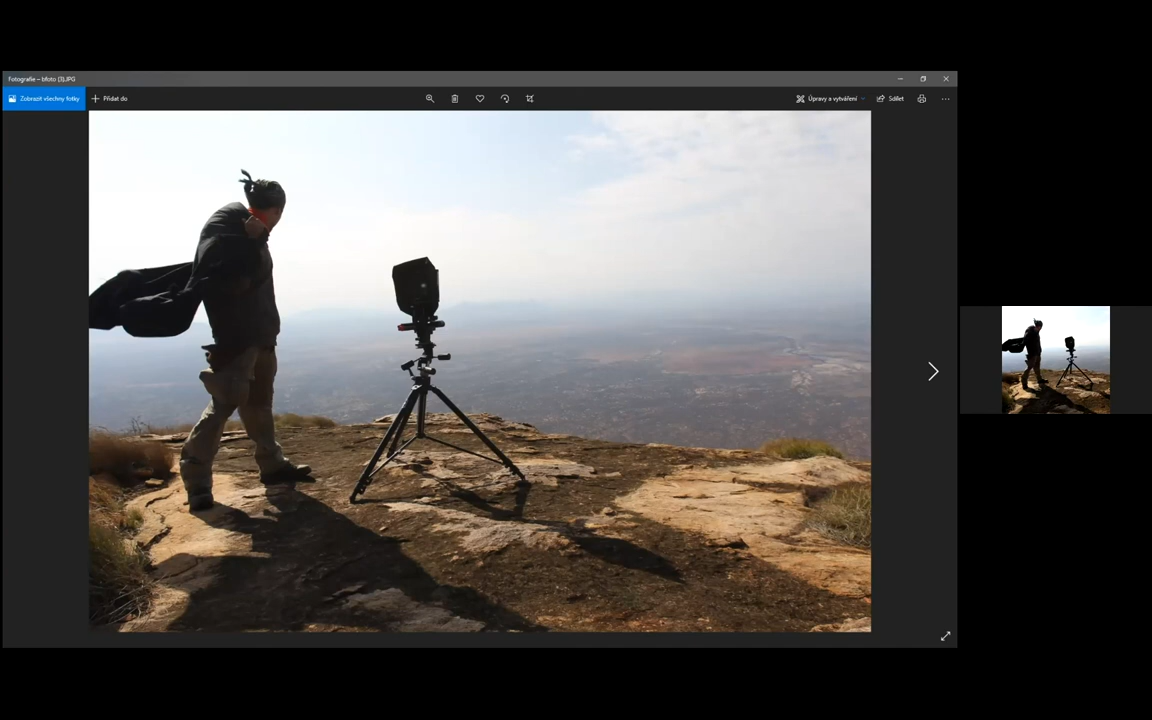 Fotografie – bfoto (3).JPG
Zobrazit všechny fotky
Přidat do
Úpravy a vytváření
Sdílet